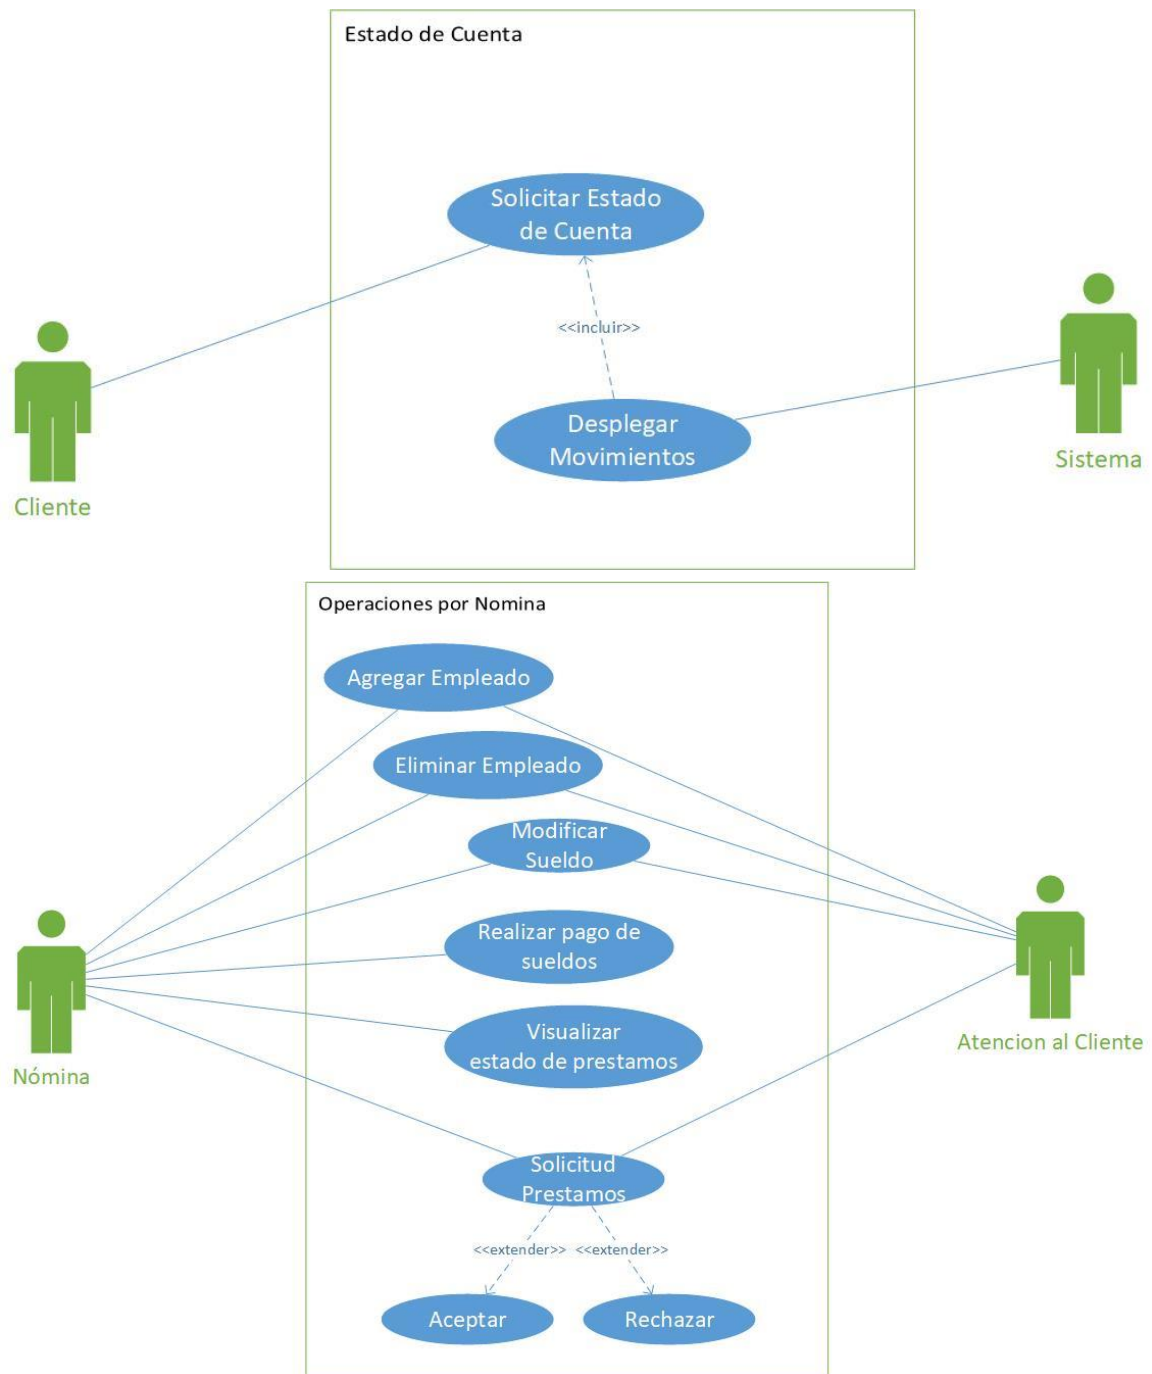 Estado de Cuenta
Solicitar Estado
de Cuenta
<<incluir>>
Desplegar
Movimientos
Cliente
Sistema
Operaciones por Nomina
Agregar Empleado
Eliminar Empleado
Modificar
Sueldo
Realizar pago de
sueldos
Visualizar
estado de prestamos
Nómina
Atencion al Cliente
Solicitud
Prestamos
<<extender>> <<extender>>
Aceptar
Rechazar